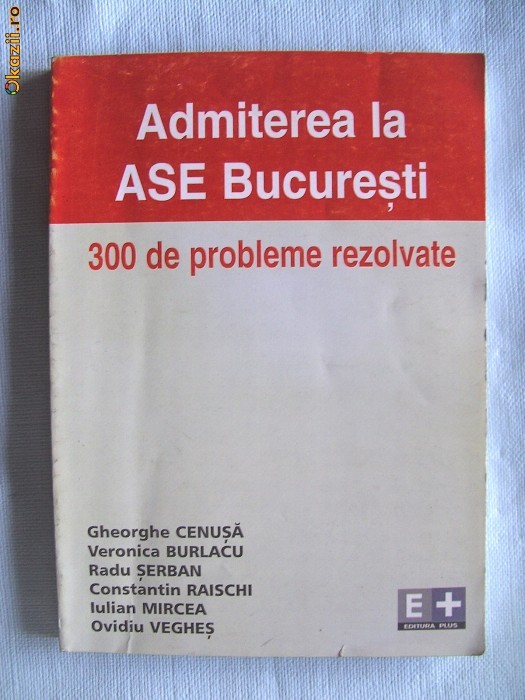 Okazii.ro
Admiterea la
ASE București
300 de probleme rezolvate
Gheorghe CENUȘĂ
Veronica BURLACU
Radu ȘERBAN
Constantin RAISCHI
Iulian MIRCEA
Ovidiu VEGHEȘ
E+
EDITURA PLUS